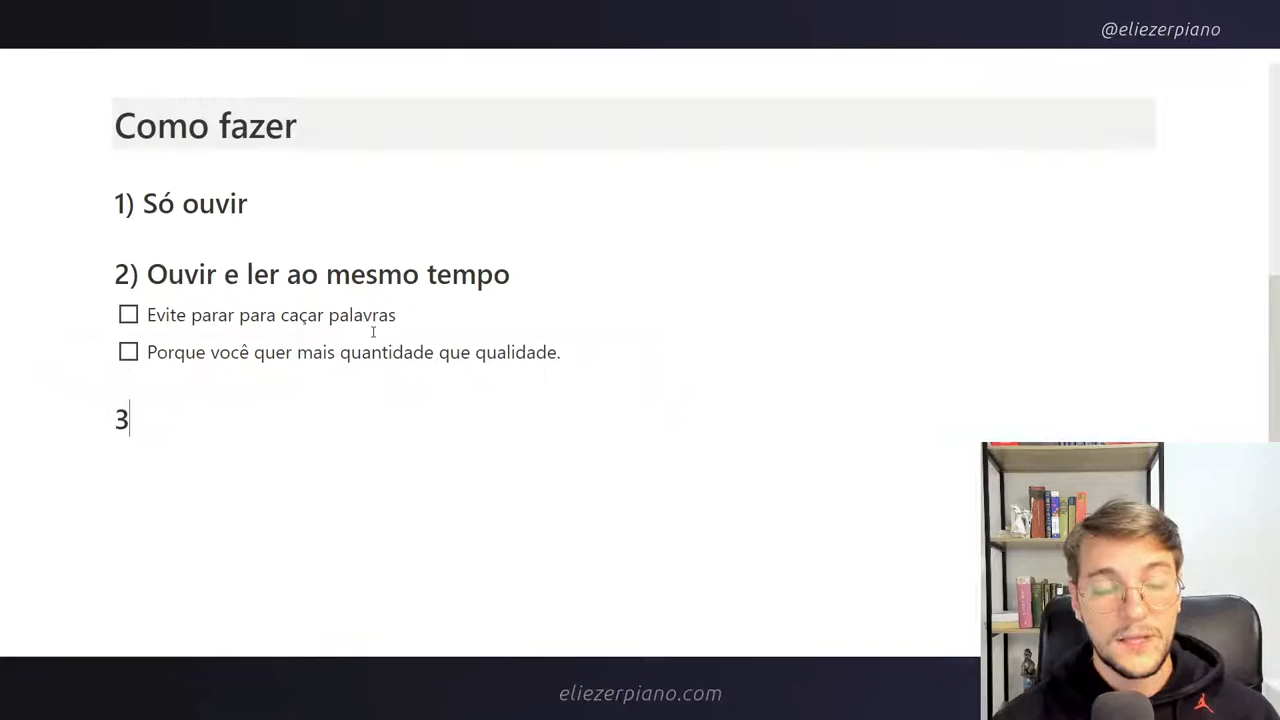 @eliezerpiano
Como fazer
1) Só ouvir
2) Ouvir e ler ao mesmo tempo
Evite parar para caçar palavras
Porque você quer mais quantidade que qualidade.
3
eliezerpiano.com